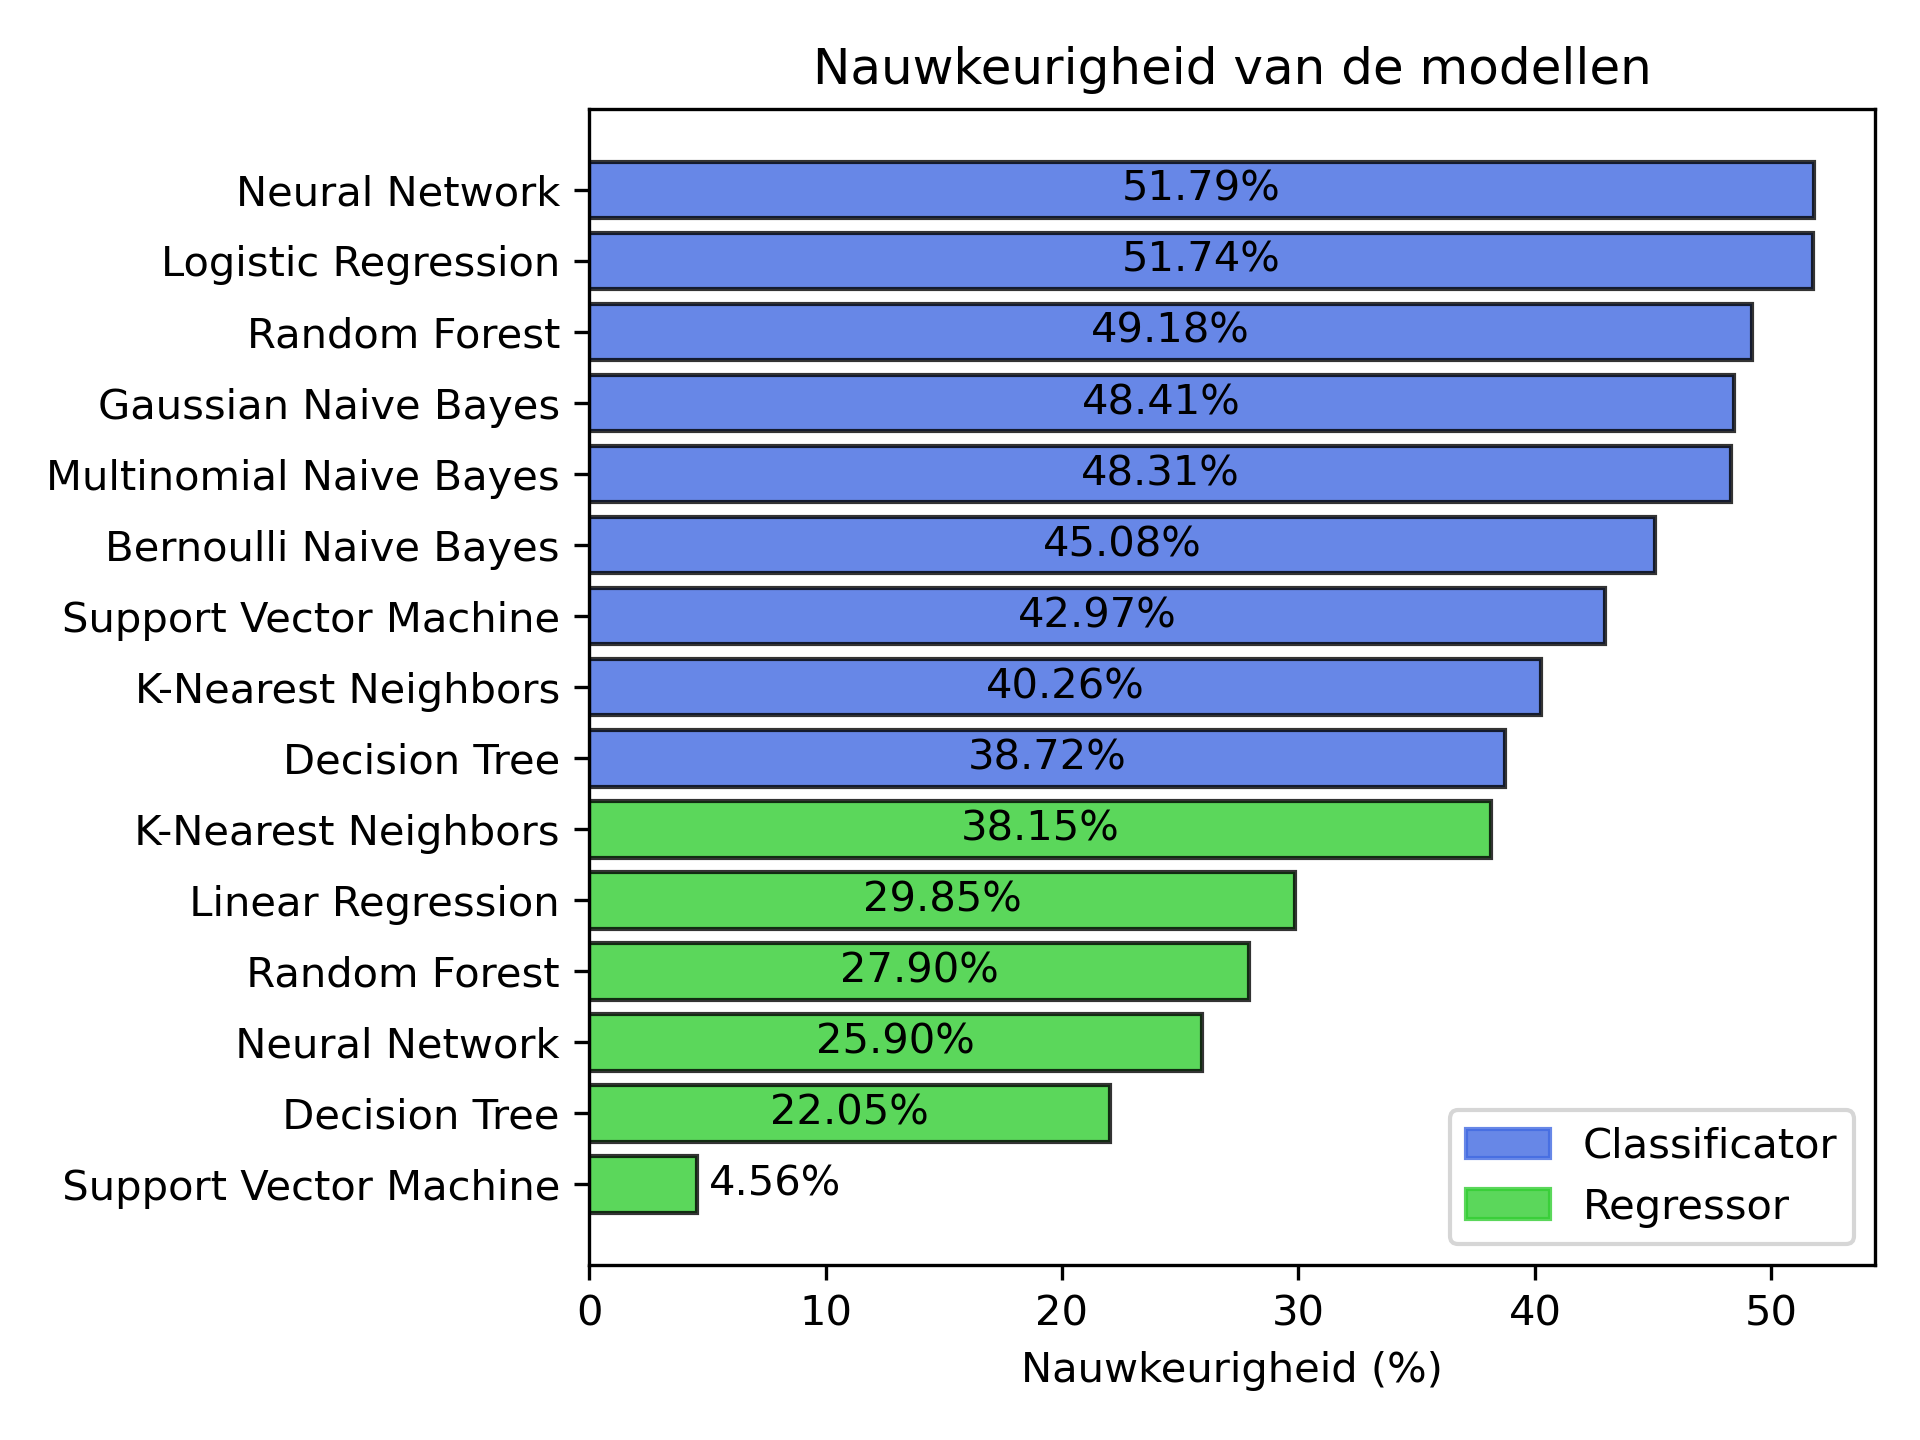 Nauwkeurigheid van de modellen
Neural Network 51.79%
Logistic Regression 51.74%
Random Forest 49.18%
Gaussian Naive Bayes 48.41%
Multinomial Naive Bayes 48.31%
Bernoulli Naive Bayes 45.08%
Support Vector Machine 42.97%
K-Nearest Neighbors 40.26%
Decision Tree 38.72%
K-Nearest Neighbors 38.15%
Linear Regression 29.85%
Random Forest 27.90%
Neural Network 25.90%
Decision Tree 22.05%
Support Vector Machine 4.56%
Classificator
Regressor
0 10 20 30 40 50
Nauwkeurigheid (%)